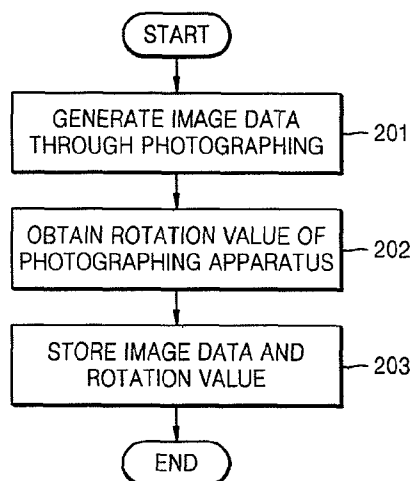 START
GENERATE IMAGE DATA
THROUGH PHOTOGRAPHING
201
OBTAIN ROTATION VALUE OF
PHOTOGRAPHING APPARATUS
202
STORE IMAGE DATA AND
ROTATION VALUE
203
END